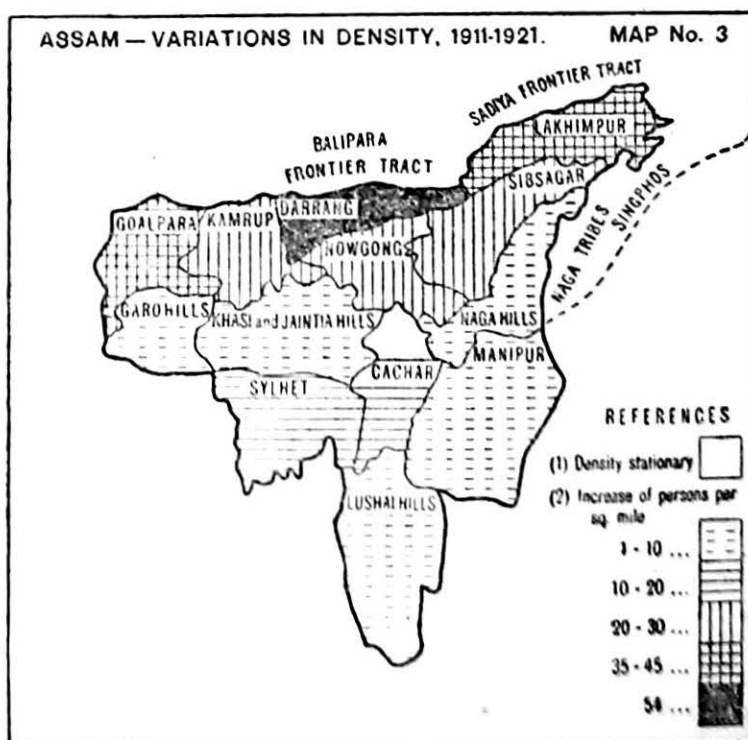 ASSAM — VARIATIONS IN DENSITY, 1911-1921. MAP No. 3
SADIYA FRONTIER TRACT
LAKHIMPUR
BALIPARA
FRONTIER TRACT
SIBSAGAR
DARRANG
GOALPARA
KAMRUP
NOWGONG
NAGA TRIBES
SINGPHOS
GARO HILLS
KHASI and JAINTIA HILLS
NAGA HILLS
MANIPUR
CACHAR
SYLHET
LUSHAI HILLS
REFERENCES
(1) Density stationary
(2) Increase of persons per
sq. mile
1 - 10 ...
10 - 20 ...
20 - 30 ...
35 - 45 ...
...